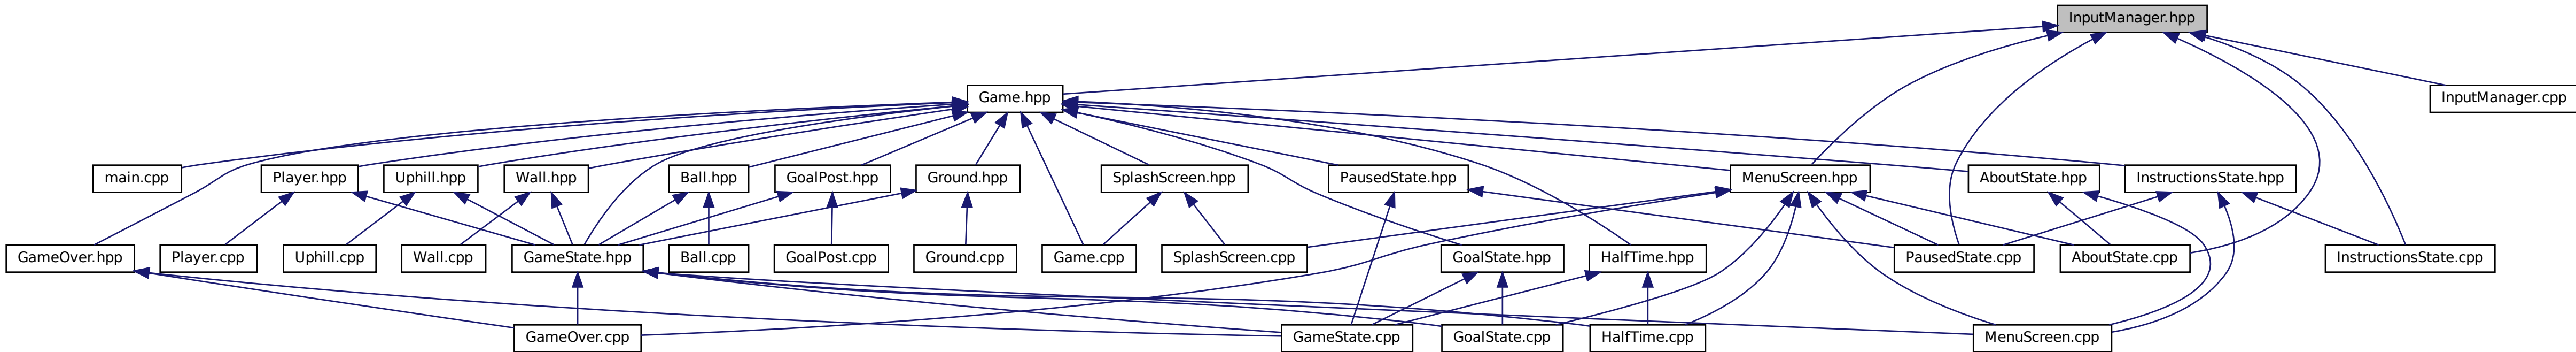 InputManager.hpp
Game.hpp
InputManager.cpp
main.cpp
Player.hpp
Uphill.hpp
Wall.hpp
Ball.hpp
GoalPost.hpp
Ground.hpp
SplashScreen.hpp
PausedState.hpp
MenuScreen.hpp
AboutState.hpp
InstructionsState.hpp
GameOver.hpp
Player.cpp
Uphill.cpp
Wall.cpp
GameState.hpp
Ball.cpp
GoalPost.cpp
Ground.cpp
Game.cpp
SplashScreen.cpp
GoalState.hpp
HalfTime.hpp
PausedState.cpp
AboutState.cpp
InstructionsState.cpp
GameOver.cpp
GameState.cpp
GoalState.cpp
HalfTime.cpp
MenuScreen.cpp